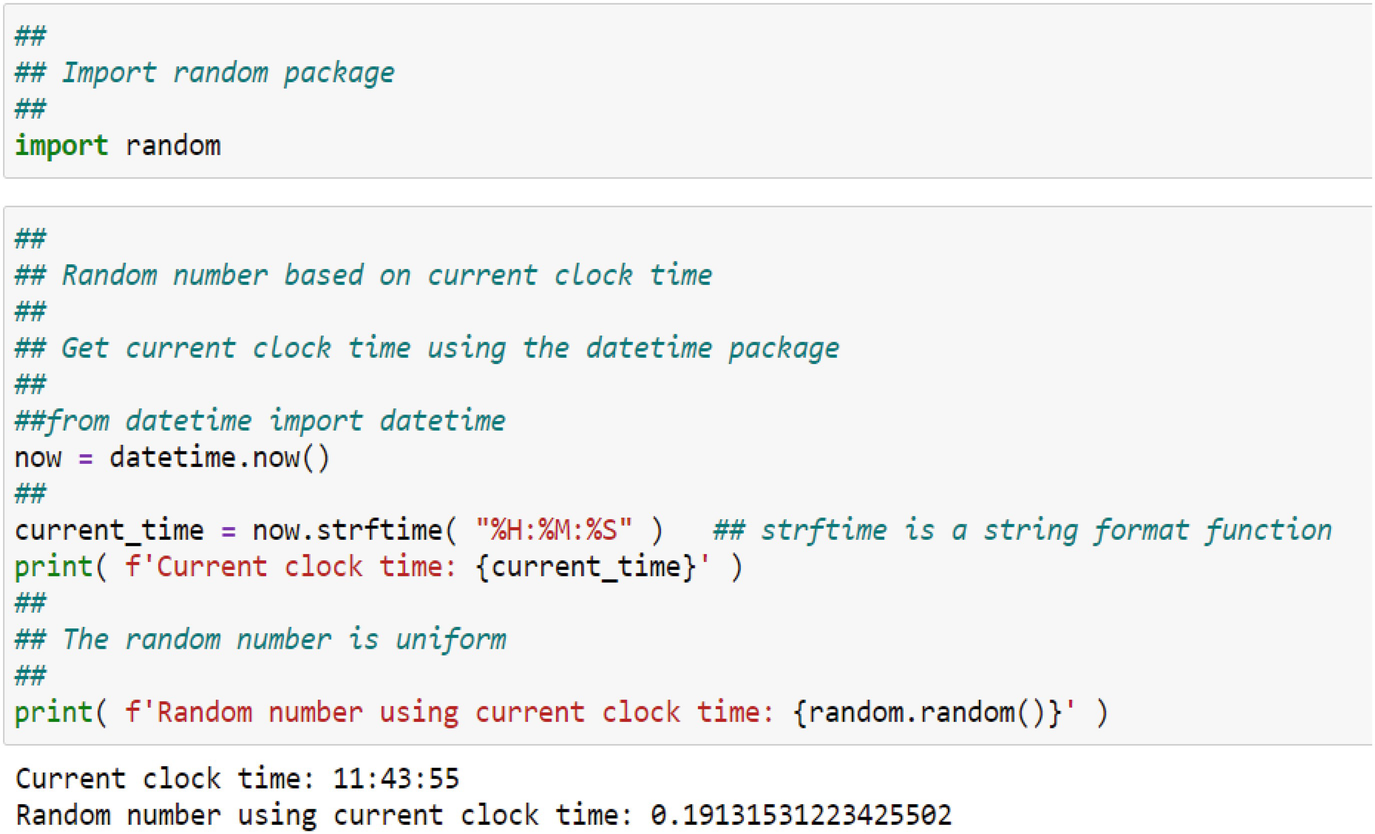 ##
## Import random package
##
import random
##
## Random number based on current clock time
##
## Get current clock time using the datetime package
##
##from datetime import datetime
now = datetime.now()
##
current_time = now.strftime( "%H:%M:%S" )   ## strftime is a string format function
print( f'Current clock time: {current_time}' )
##
## The random number is uniform
##
print( f'Random number using current clock time: {random.random()}' )
Current clock time: 11:43:55
Random number using current clock time: 0.19131531223425502